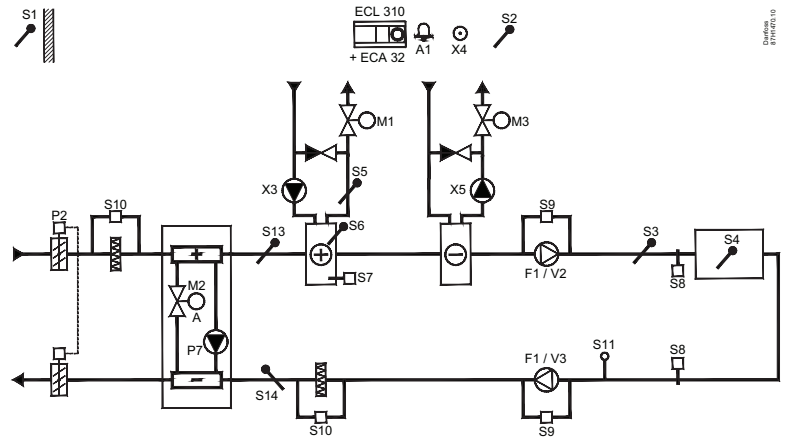 S1
ECL 310
+ ECA 32
A1
X4
S2
Danfoss
87H1470.10
M1
M3
X3
S5
X5
P2
S10
S13
S6
S9
S3
S4
S7
F1 / V2
S8
M2
A
P7
S14
S10
F1 / V3
S11
S8
S9